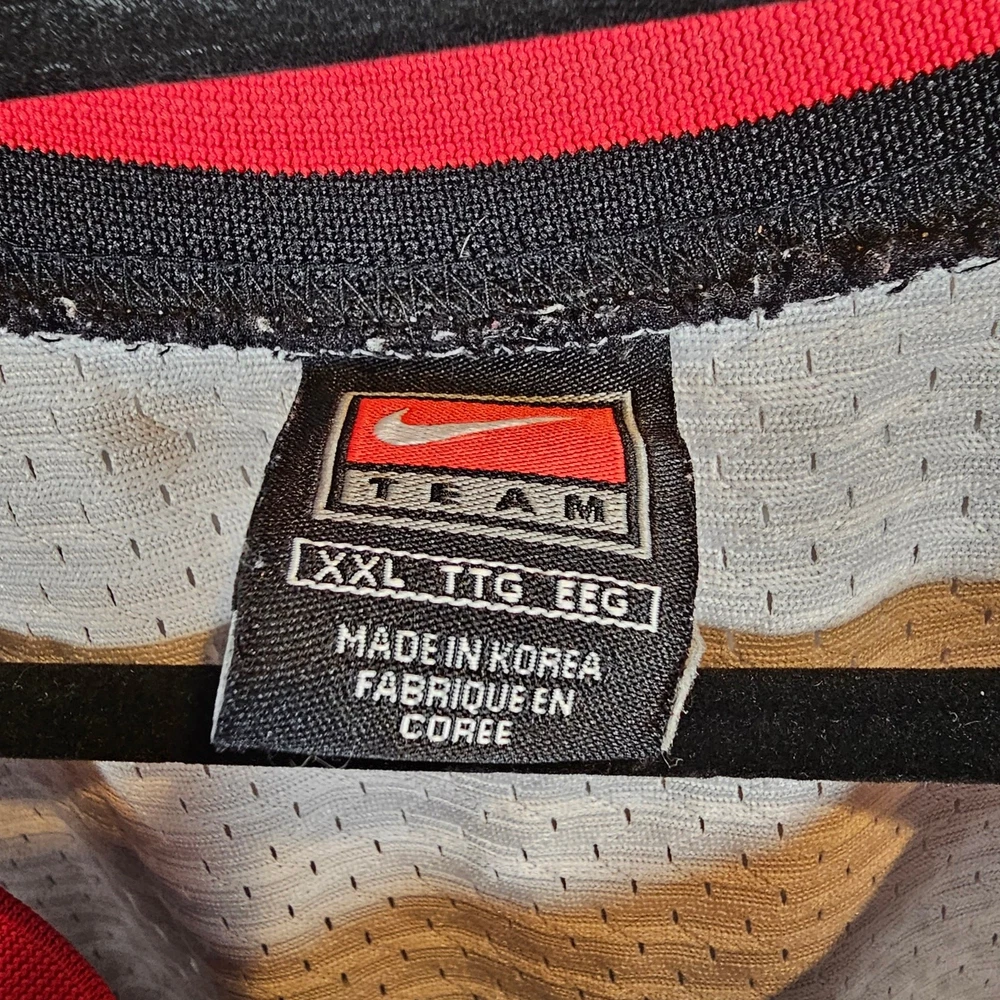 TEAM
XXL TTG EEG
MADE IN KOREA
FABRIQUE EN
COREE